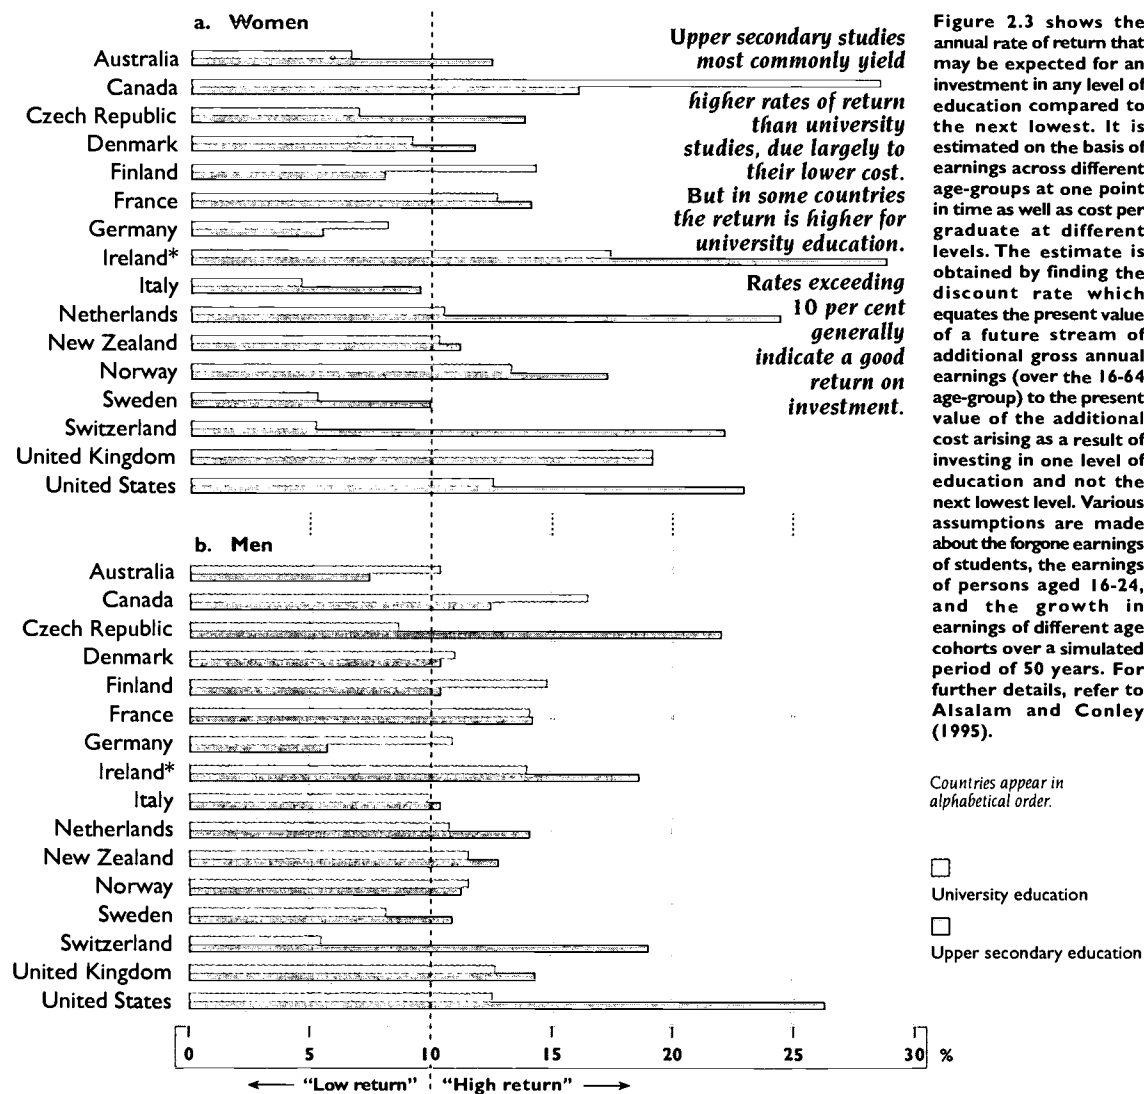 a. Women
Australia
Canada
Czech Republic
Denmark
Finland
France
Germany
Ireland*
Italy
Netherlands
New Zealand
Norway
Sweden
Switzerland
United Kingdom
United States
Upper secondary studies
most commonly yield
higher rates of return
than university
studies, due largely to
their lower cost.
But in some countries
the return is higher for
university education.
Rates exceeding
10 per cent
generally
indicate a good
return on
investment.
b. Men
Australia
Canada
Czech Republic
Denmark
Finland
France
Germany
Ireland*
Italy
Netherlands
New Zealand
Norway
Sweden
Switzerland
United Kingdom
United States
0 5 10 15 20 25 30 %
"Low return" "High return"
Figure 2.3 shows the
annual rate of return that
may be expected for an
investment in any level of
education compared to
the next lowest. It is
estimated on the basis of
earnings across different
age-groups at one point
in time as well as cost per
graduate at different
levels. The estimate is
obtained by finding the
discount rate which
equates the present value
of a future stream of
additional gross annual
earnings (over the 16-64
age-group) to the present
value of the additional
cost arising as a result of
investing in one level of
education and not the
next lowest level. Various
assumptions are made
about the forgone earnings
of students, the earnings
of persons aged 16-24,
and the growth in
earnings of different age
cohorts over a simulated
period of 50 years. For
further details, refer to
Alsalam and Conley
(1995).
Countries appear in
alphabetical order.
University education
Upper secondary education